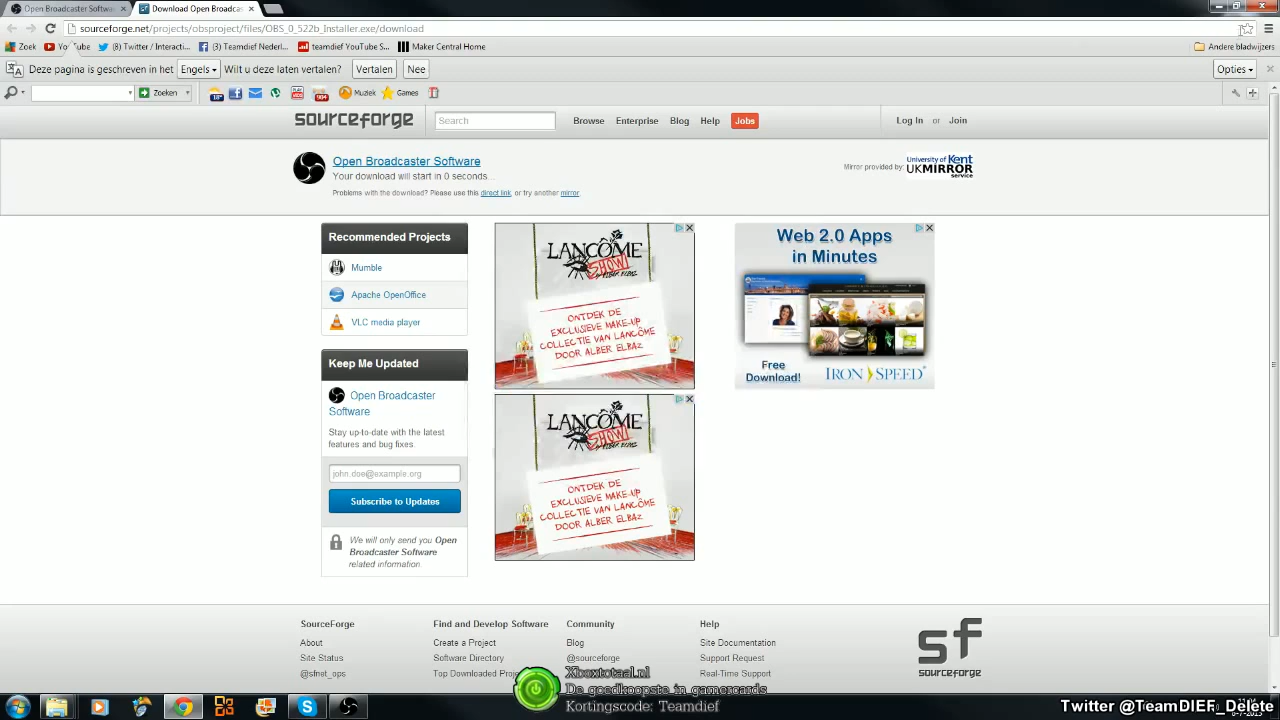 Open Broadcaster Softwar
Download Open Broadcas
sourceforge.net/projects/obsproject/files/OBS_0_522b_Installer.exe/download
Zoek
YouTube
(8) Twitter / Interacti...
(3) Teamdief Nederl...
teamdief YouTube S...
Maker Central Home
Andere bladwijzers
Deze pagina is geschreven in het Engels Wilt u deze laten vertalen? Vertalen Nee
Opties
Zoeken
Muziek
Games
sourceforge
Search
Browse Enterprise Blog Help Jobs
Log In or Join
Open Broadcaster Software
Your download will start in 0 seconds...
Problems with the download? Please use this direct link, or try another mirror.
Mirror provided by:
University of Kent
UKMIRROR
service
Recommended Projects
Mumble
Apache OpenOffice
VLC media player
Keep Me Updated
Open Broadcaster
Software
Stay up-to-date with the latest
features and bug fixes.
john.doe@example.org
Subscribe to Updates
We will only send you Open
Broadcaster Software
related information.
LANCÔME
SHOW
ONTDEK DE
EXCLUSIEVE MAKE-UP
COLLECTIE VAN LANCÔME
DOOR ALBER ELBAZ
LANCÔME
SHOW
ONTDEK DE
EXCLUSIEVE MAKE-UP
COLLECTIE VAN LANCÔME
DOOR ALBER ELBAZ
Web 2.0 Apps
in Minutes
Free
Download!
IRON SPEED
SourceForge
About
Site Status
@sfnet_ops
Find and Develop Software
Create a Project
Software Directory
Top Downloaded Proje
Community
Blog
@sourceforge
Help
Site Documentation
Support Request
Real-Time Support
sf
sourceforge
Xboxtotaal.nl
De goedkoopste in gamercards
Kortingscode: Teamdief
Twitter @TeamDIEF_Delete